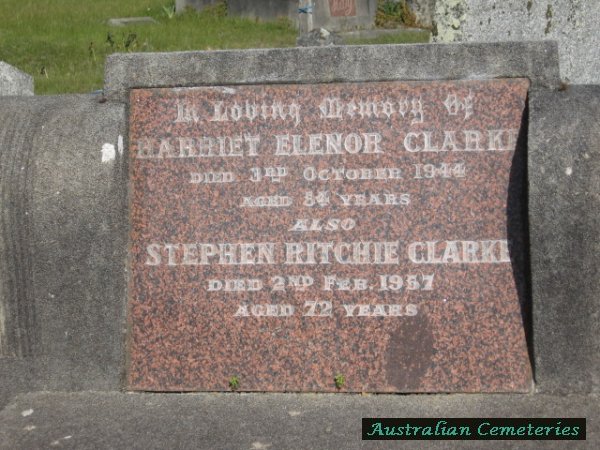 In Loving Memory Of
HARRIET ELENOR CLARKE
DIED 3RD OCTOBER 1944
AGED 54 YEARS
ALSO
STEPHEN RITCHIE CLARKE
DIED 2ND FEB. 1957
AGED 72 YEARS
Australian Cemeteries